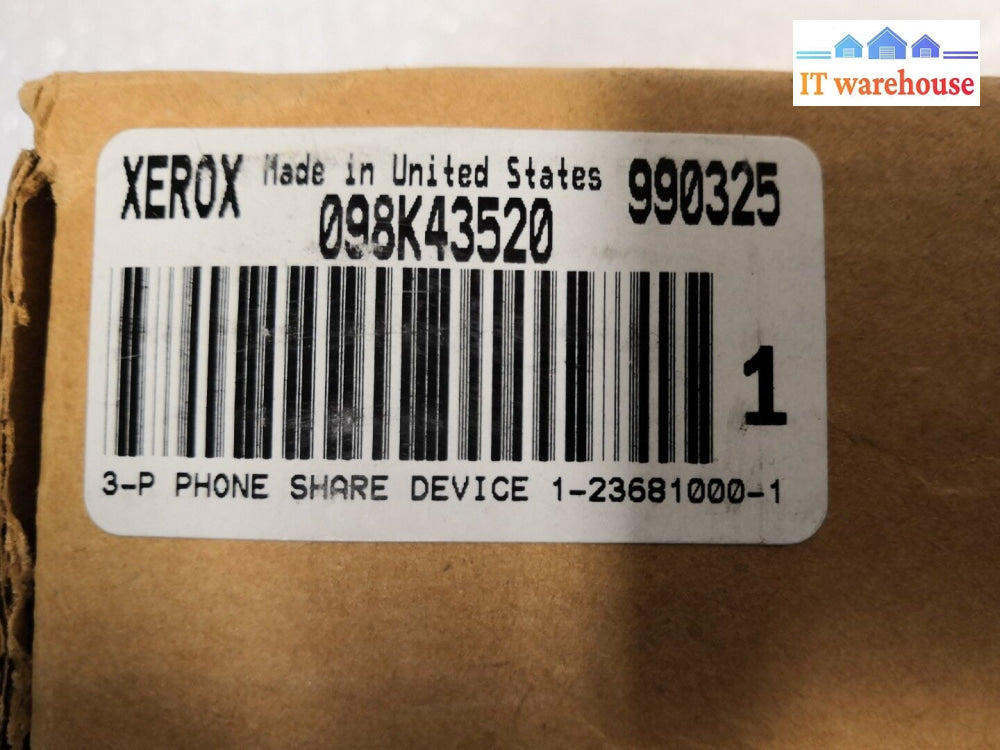 IT warehouse
XEROX Made in United States 990325
098K43520
1
3-P PHONE SHARE DEVICE 1-23681000-1